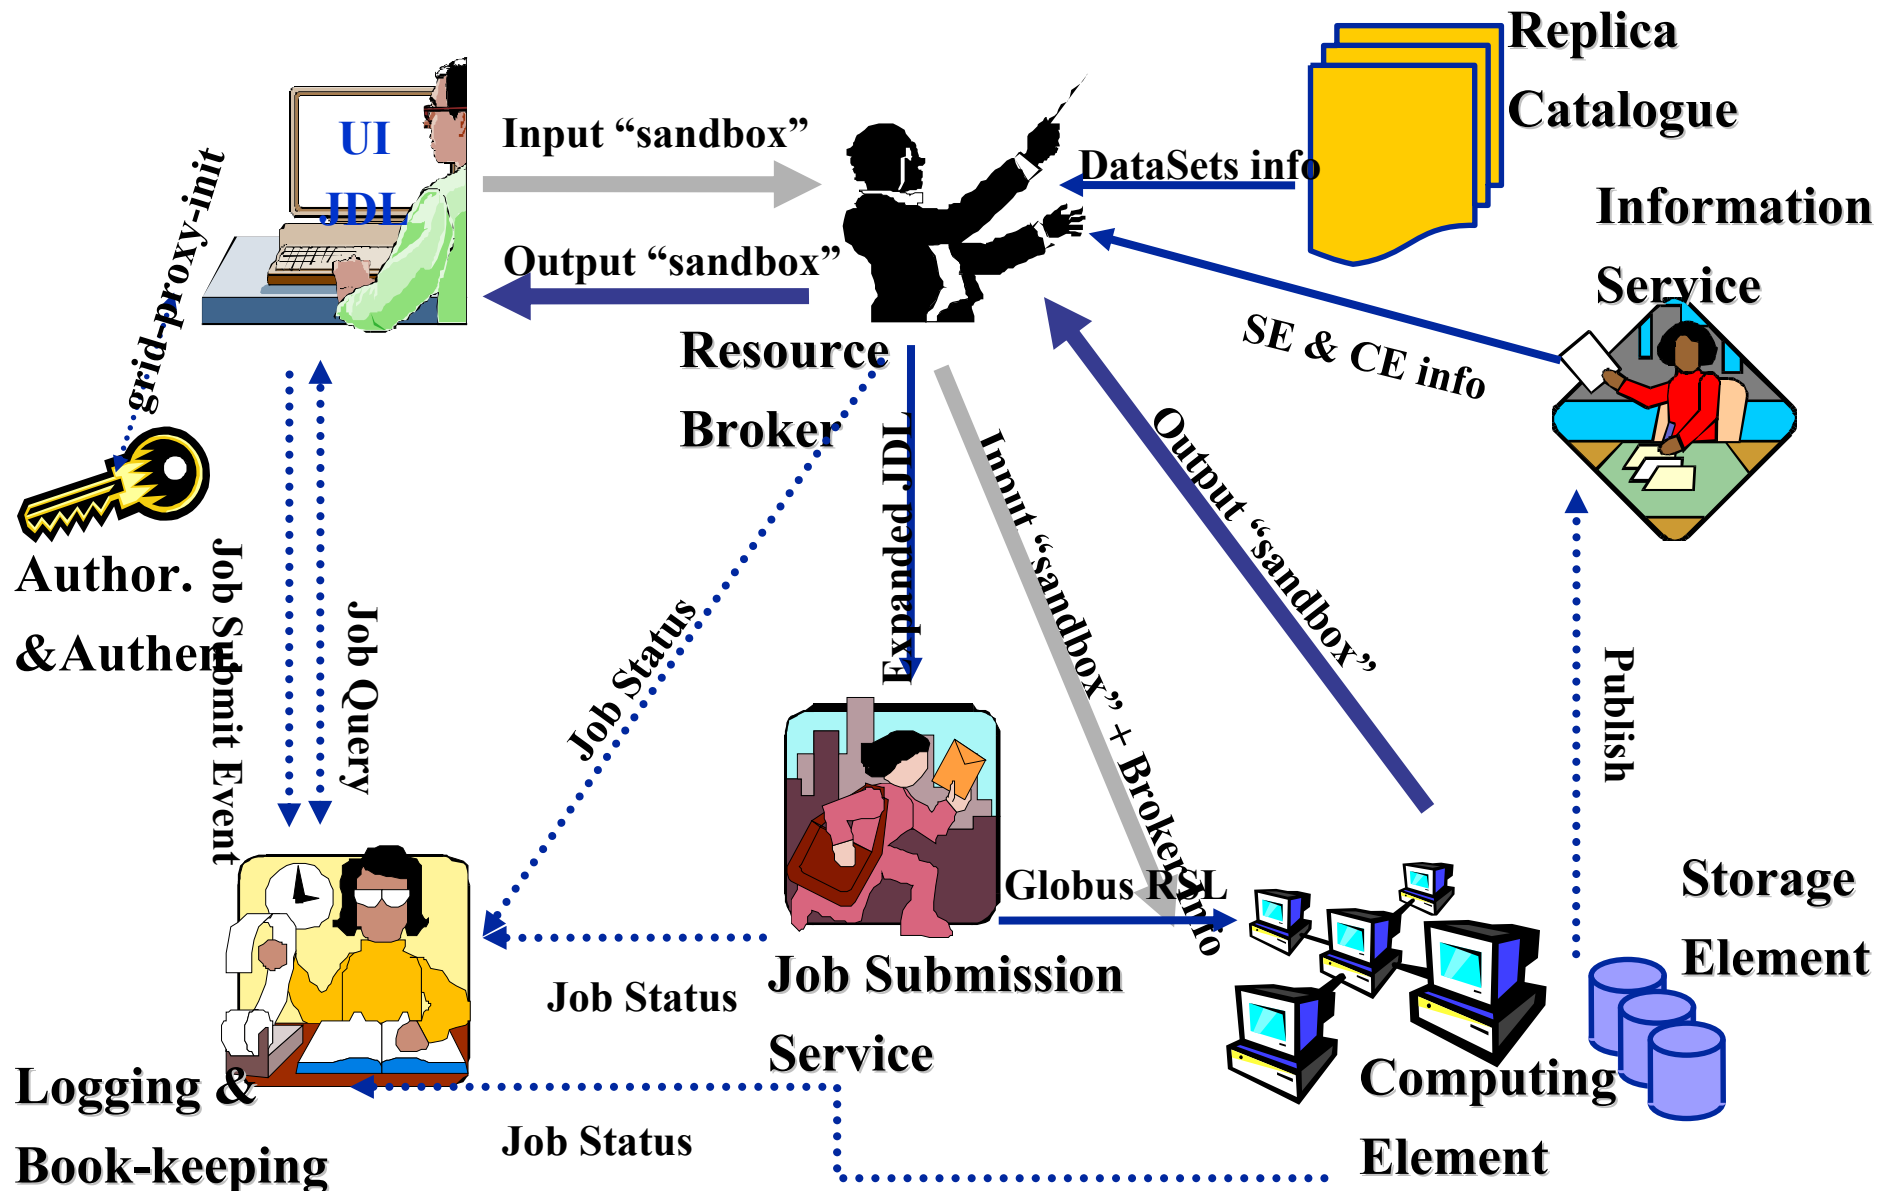 Replica
Catalogue
UI
JDL
Input “sandbox”
DataSets info
grid-proxy-init
Information
Service
Output “sandbox”
SE & CE info
Resource
Broker
Expanded JDL
Input “sandbox” + Broker Info
Output “sandbox”
Author.
&Authen.
Job Submit Event
Job Query
Job Status
Publish
Globus RSL
Storage
Element
Job Submission
Service
Job Status
Computing
Element
Logging &
Book-keeping
Job Status